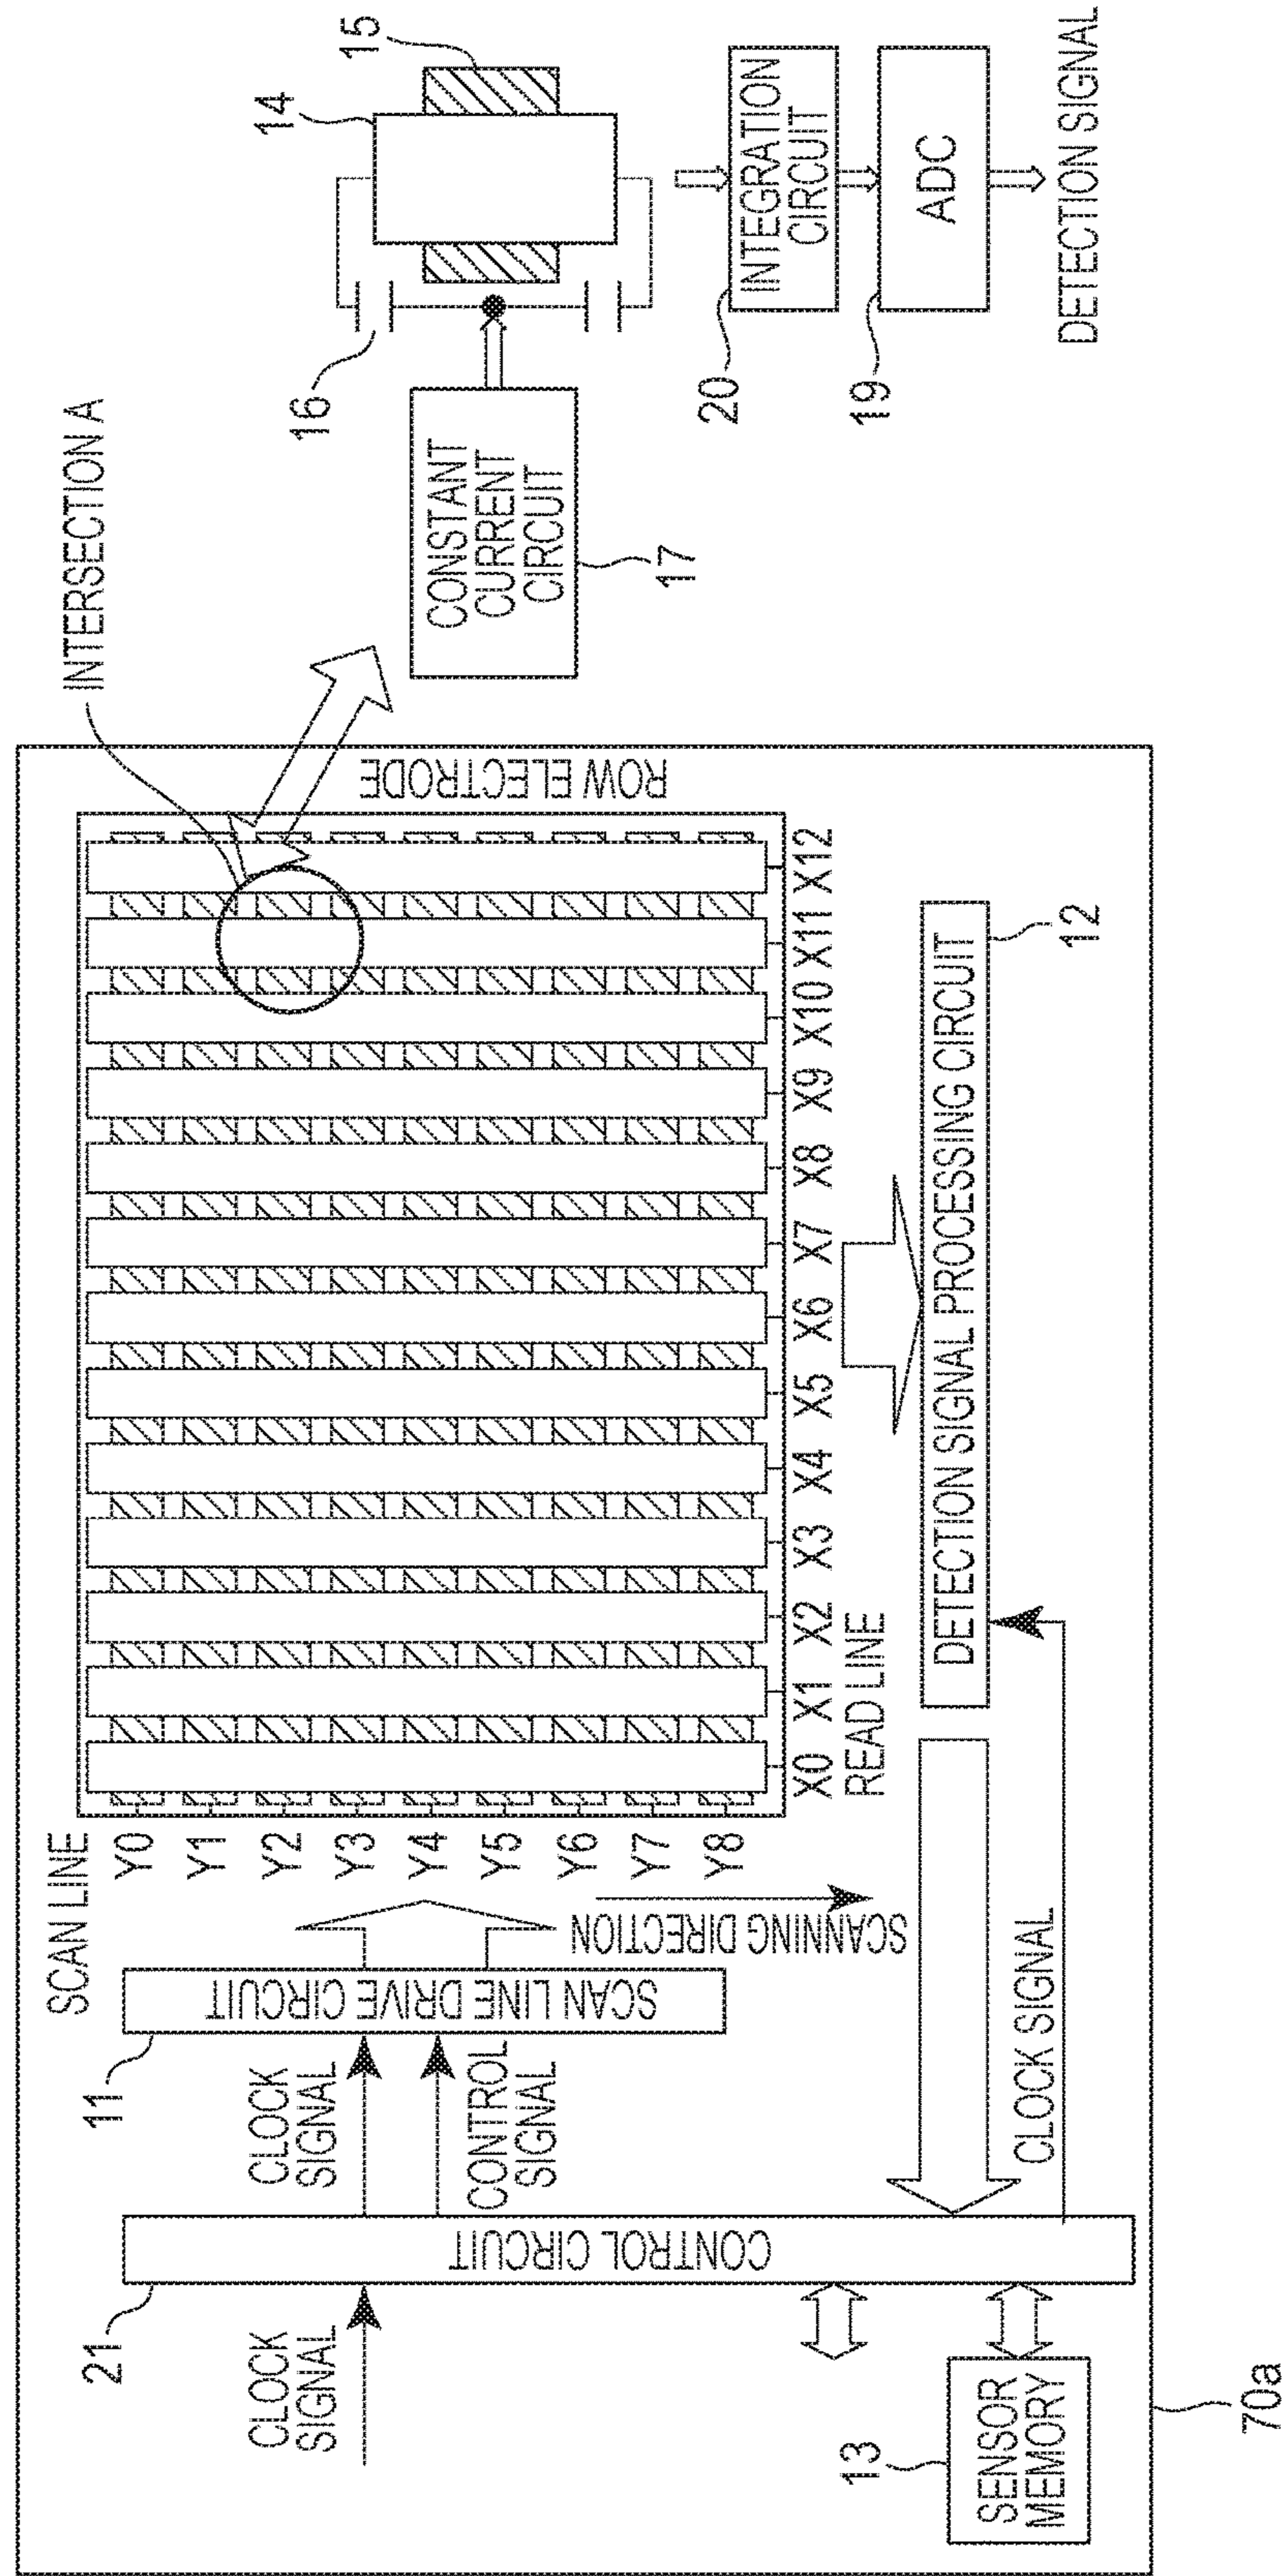 INTERSECTION A
SCAN LINE
Y0
Y1
Y2
Y3
Y4
Y5
Y6
Y7
Y8
ROW ELECTRODE
X0 X1 X2 X3 X4 X5 X6 X7 X8 X9 X10 X11 X12
READ LINE
21
CLOCK
SIGNAL
CONTROL CIRCUIT
11
CLOCK
SIGNAL
CONTROL
SIGNAL
SCAN LINE DRIVE CIRCUIT
SCANNING DIRECTION
DETECTION SIGNAL PROCESSING CIRCUIT
12
CLOCK SIGNAL
13
SENSOR
MEMORY
70a
14
15
16
CONSTANT
CURRENT
CIRCUIT
17
20
INTEGRATION
CIRCUIT
19
ADC
DETECTION SIGNAL